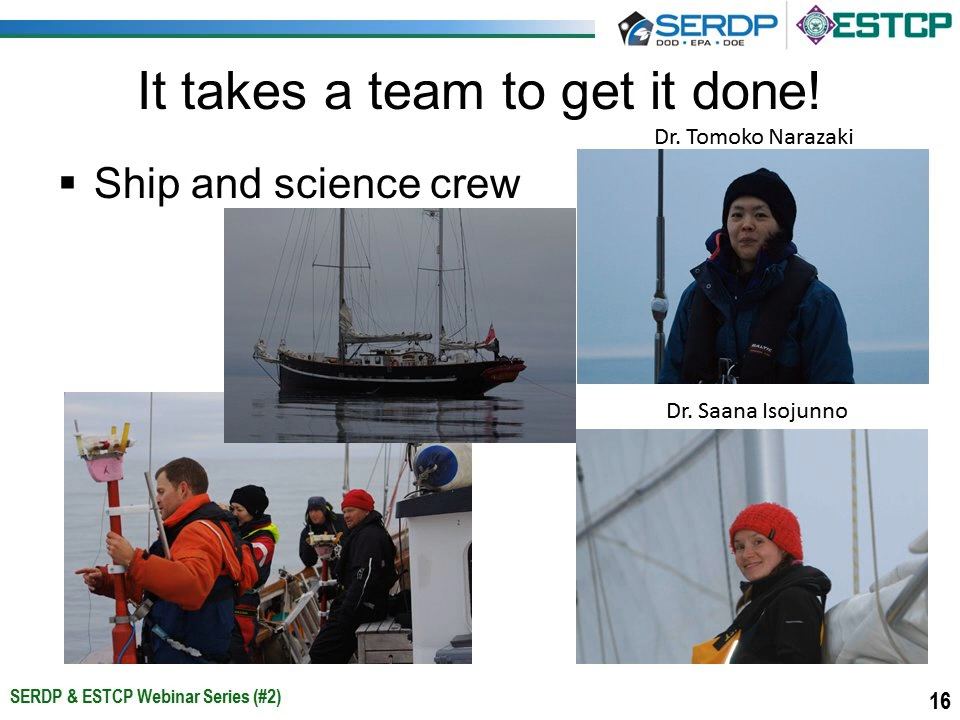 SERDP
DOD • EPA • DOE
ESTCP
It takes a team to get it done!
Dr. Tomoko Narazaki
▪ Ship and science crew
BALTIC
Dr. Saana Isojunno
SERDP & ESTCP Webinar Series (#2)
16